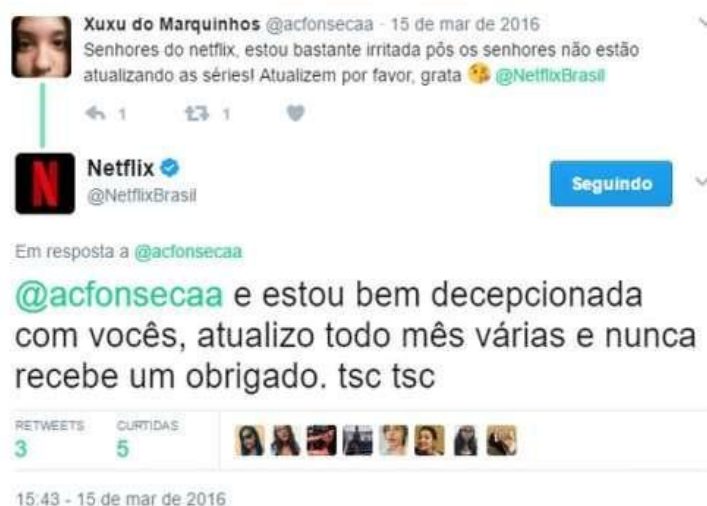 Xuxu do Marquinhos @acfonsecaa · 15 de mar de 2016
Senhores do netflix, estou bastante irritada pôs os senhores não estão
atualizando as séries! Atualizem por favor, grata 😘 @NetflixBrasil
1 1
N
Netflix
@NetflixBrasil
Seguindo
Em resposta a @acfonsecaa
@acfonsecaa e estou bem decepcionada
com vocês, atualizo todo mês várias e nunca
recebe um obrigado. tsc tsc
RETWEETS CURTIDAS
3 5
15:43 - 15 de mar de 2016